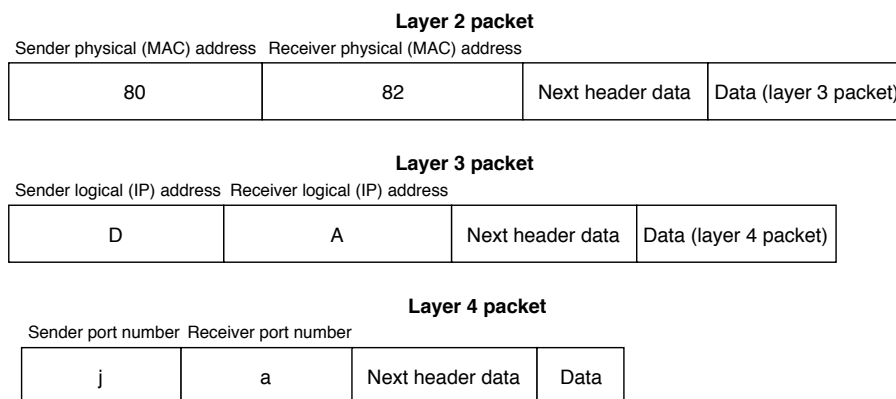 Layer 2 packet
Sender physical (MAC) address Receiver physical (MAC) address
80 82 Next header data Data (layer 3 packet)
Layer 3 packet
Sender logical (IP) address Receiver logical (IP) address
D A Next header data Data (layer 4 packet)
Layer 4 packet
Sender port number Receiver port number
j a Next header data Data